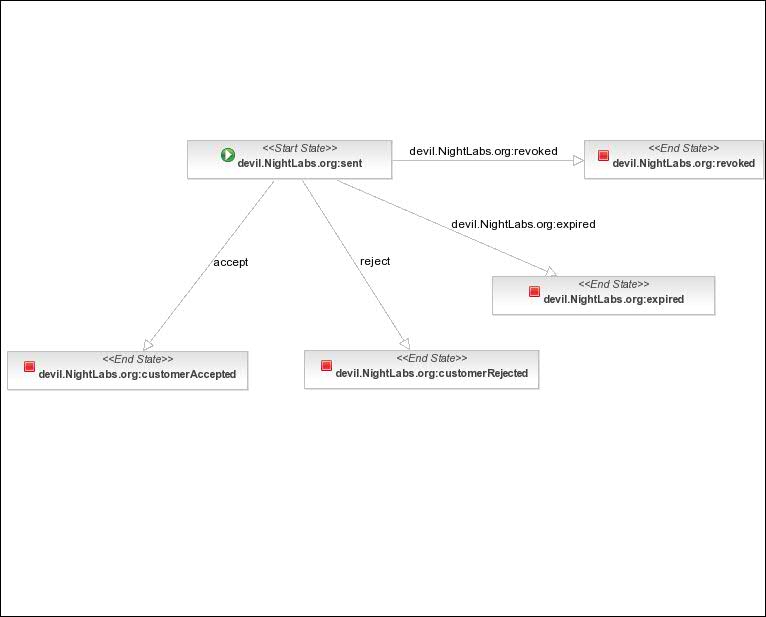 <<Start State>>
devil.NightLabs.org:sent
devil.NightLabs.org:revoked
<<End State>>
devil.NightLabs.org:revoked
devil.NightLabs.org:expired
accept
reject
<<End State>>
devil.NightLabs.org:expired
<<End State>>
devil.NightLabs.org:customerAccepted
<<End State>>
devil.NightLabs.org:customerRejected